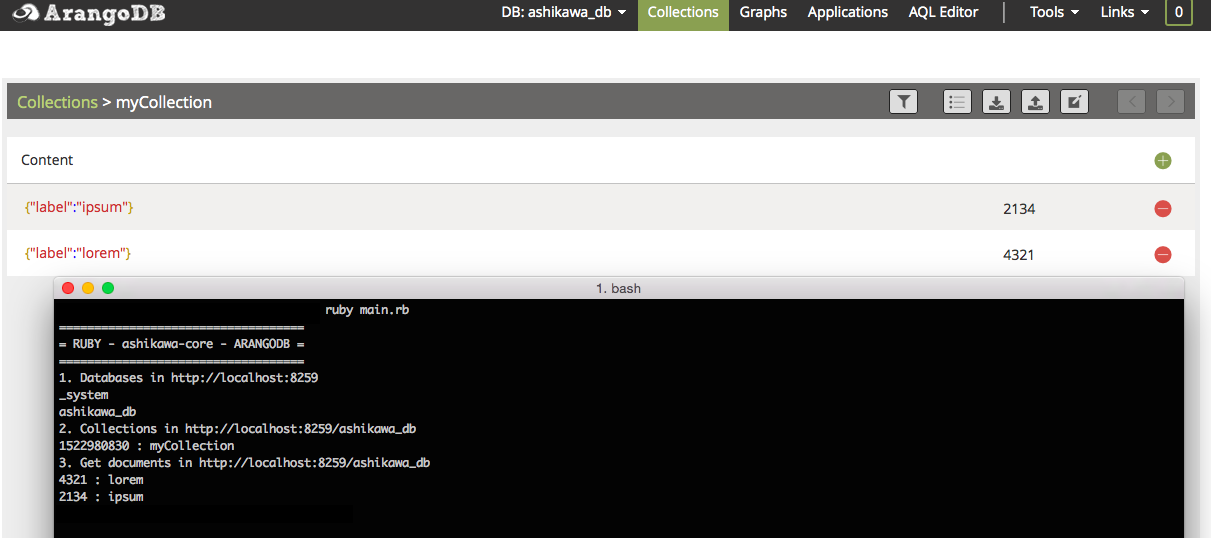 ArangoDB DB: ashikawa_db Collections Graphs Applications AQL Editor Tools Links 0
Collections > myCollection
Content
{"label":"ipsum"} 2134
{"label":"lorem"} 4321
1. bash
ruby main.rb
===================================
= RUBY - ashikawa-core - ARANGODB =
===================================
1. Databases in http://localhost:8259
_system
ashikawa_db
2. Collections in http://localhost:8259/ashikawa_db
1522980830 : myCollection
3. Get documents in http://localhost:8259/ashikawa_db
4321 : lorem
2134 : ipsum